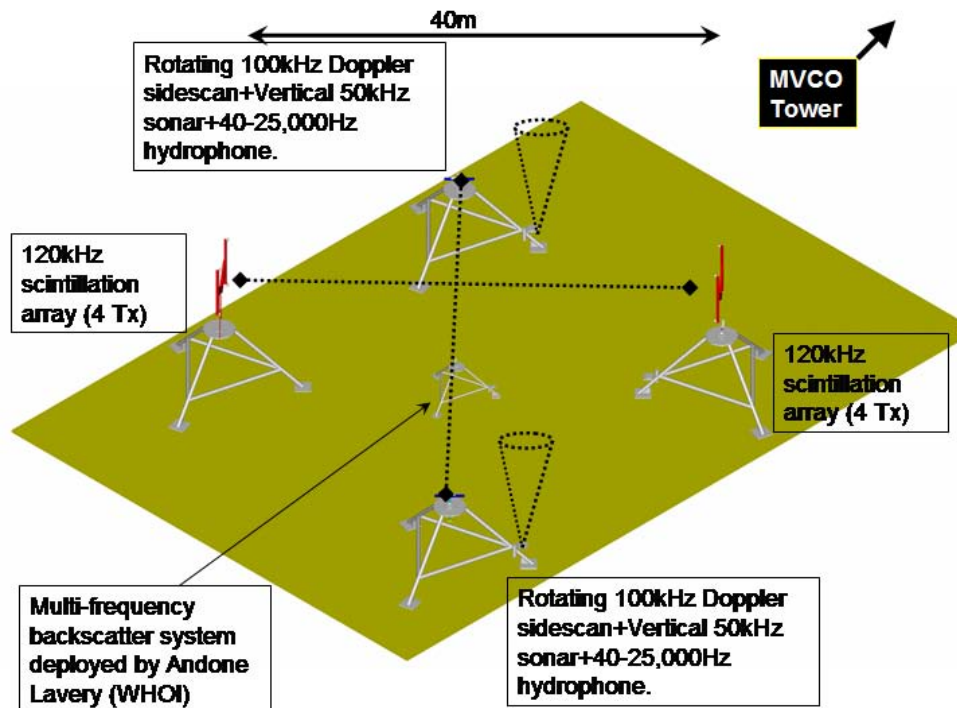 40m
MVCO
Tower
Rotating 100kHz Doppler
sidescan+Vertical 50kHz
sonar+40-25,000Hz
hydrophone.
120kHz
scintillation
array (4 Tx)
120kHz
scintillation
array (4 Tx)
Multi-frequency
backscatter system
deployed by Andone
Lavery (WHOI)
Rotating 100kHz Doppler
sidescan+Vertical 50kHz
sonar+40-25,000Hz
hydrophone.